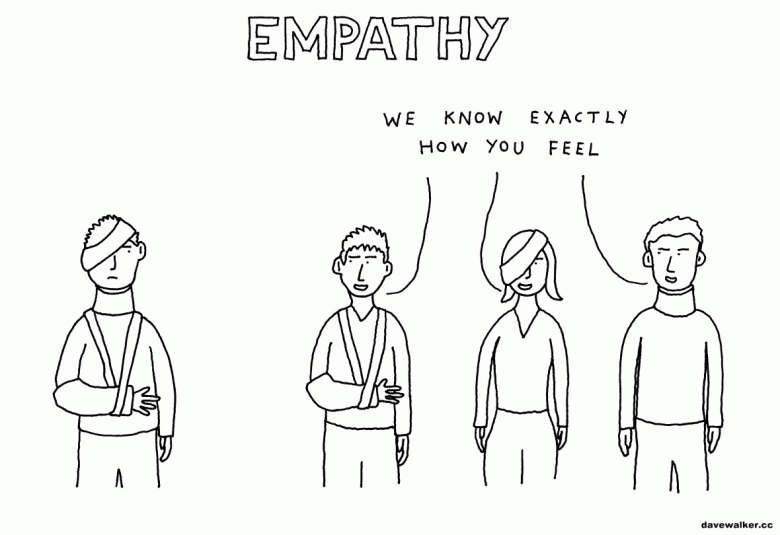 EMPATHY
WE KNOW EXACTLY
HOW YOU FEEL
davewalker.cc